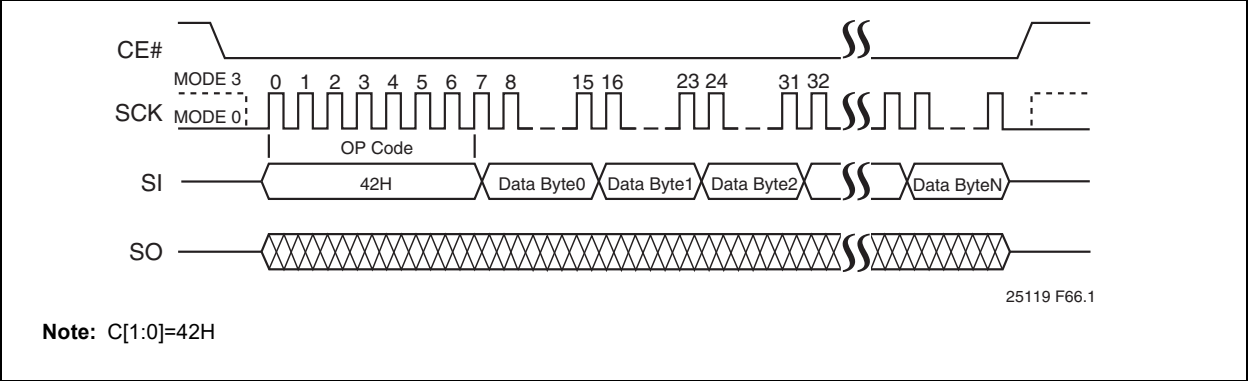 CE#
MODE 3
0 1 2 3 4 5 6 7 8 15 16 23 24 31 32
SCK
MODE 0
OP Code
SI
42H
Data Byte0
Data Byte1
Data Byte2
Data ByteN
SO
25119 F66.1
Note: C[1:0]=42H